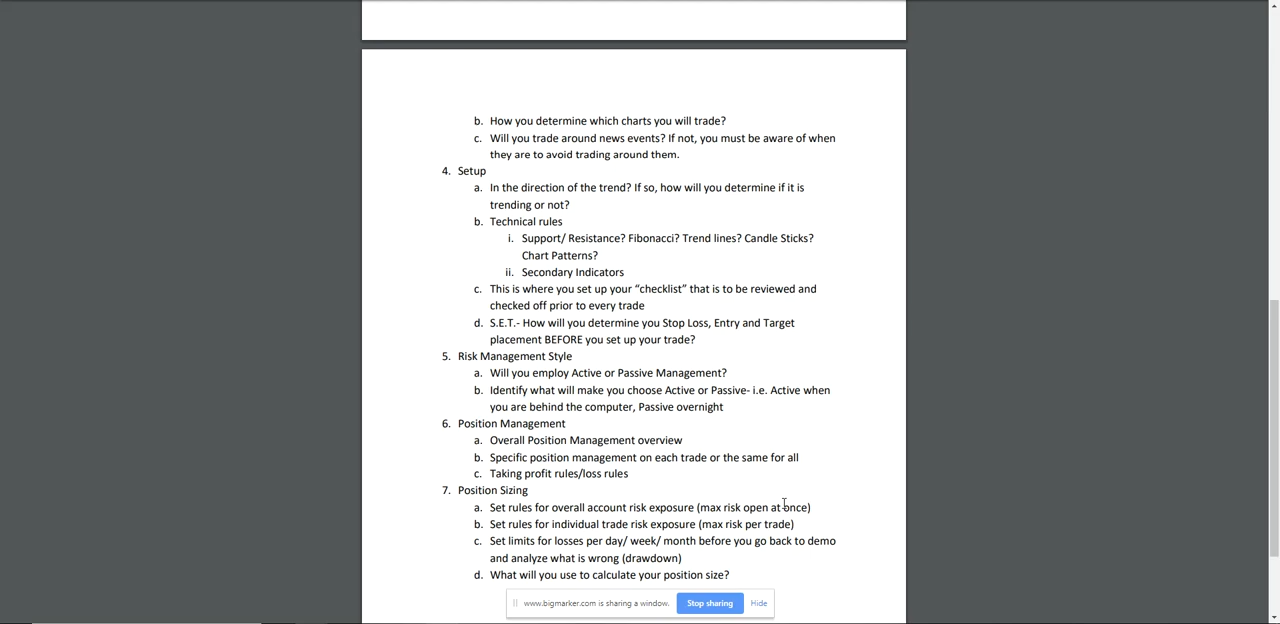 b. How you determine which charts you will trade?
c. Will you trade around news events? If not, you must be aware of when
they are to avoid trading around them.
4. Setup
a. In the direction of the trend? If so, how will you determine if it is
trending or not?
b. Technical rules
i. Support/ Resistance? Fibonacci? Trend lines? Candle Sticks?
Chart Patterns?
ii. Secondary Indicators
c. This is where you set up your “checklist” that is to be reviewed and
checked off prior to every trade
d. S.E.T.- How will you determine you Stop Loss, Entry and Target
placement BEFORE you set up your trade?
5. Risk Management Style
a. Will you employ Active or Passive Management?
b. Identify what will make you choose Active or Passive- i.e. Active when
you are behind the computer, Passive overnight
6. Position Management
a. Overall Position Management overview
b. Specific position management on each trade or the same for all
c. Taking profit rules/loss rules
7. Position Sizing
a. Set rules for overall account risk exposure (max risk open at once)
b. Set rules for individual trade risk exposure (max risk per trade)
c. Set limits for losses per day/ week/ month before you go back to demo
and analyze what is wrong (drawdown)
d. What will you use to calculate your position size?
www.bigmarker.com is sharing a window. Stop sharing Hide